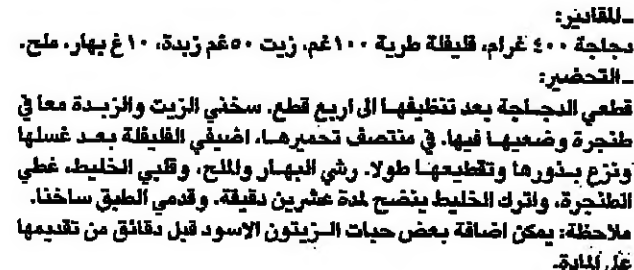 ـ المقادير:
دجاجة ٤٠٠ غرام، فليفلة طرية ١٠٠غم، زيت ٥٠غم زبدة، ١٠ غ بهار، ملح.
ـ التحضير:
قطعي الدجاجة بعد تنظيفها الى اربع قطع. سخني الزيت والزبدة معا في
طنجرة وضعيها فيها. في منتصف تحميرها، اضيفي الفليفلة بعد غسلها
ونزع بذورها وتقطيعها طولا. رشي البهار والملح، وقلبي الخليط، غطي
الطنجرة، واترك الخليط ينضج لمدة عشرين دقيقة. وقدمي الطبق ساخنا.
ملاحظة: يمكن اضافة بعض حبات الزيتون الاسود قبل دقائق من تقديمها
على المادة.